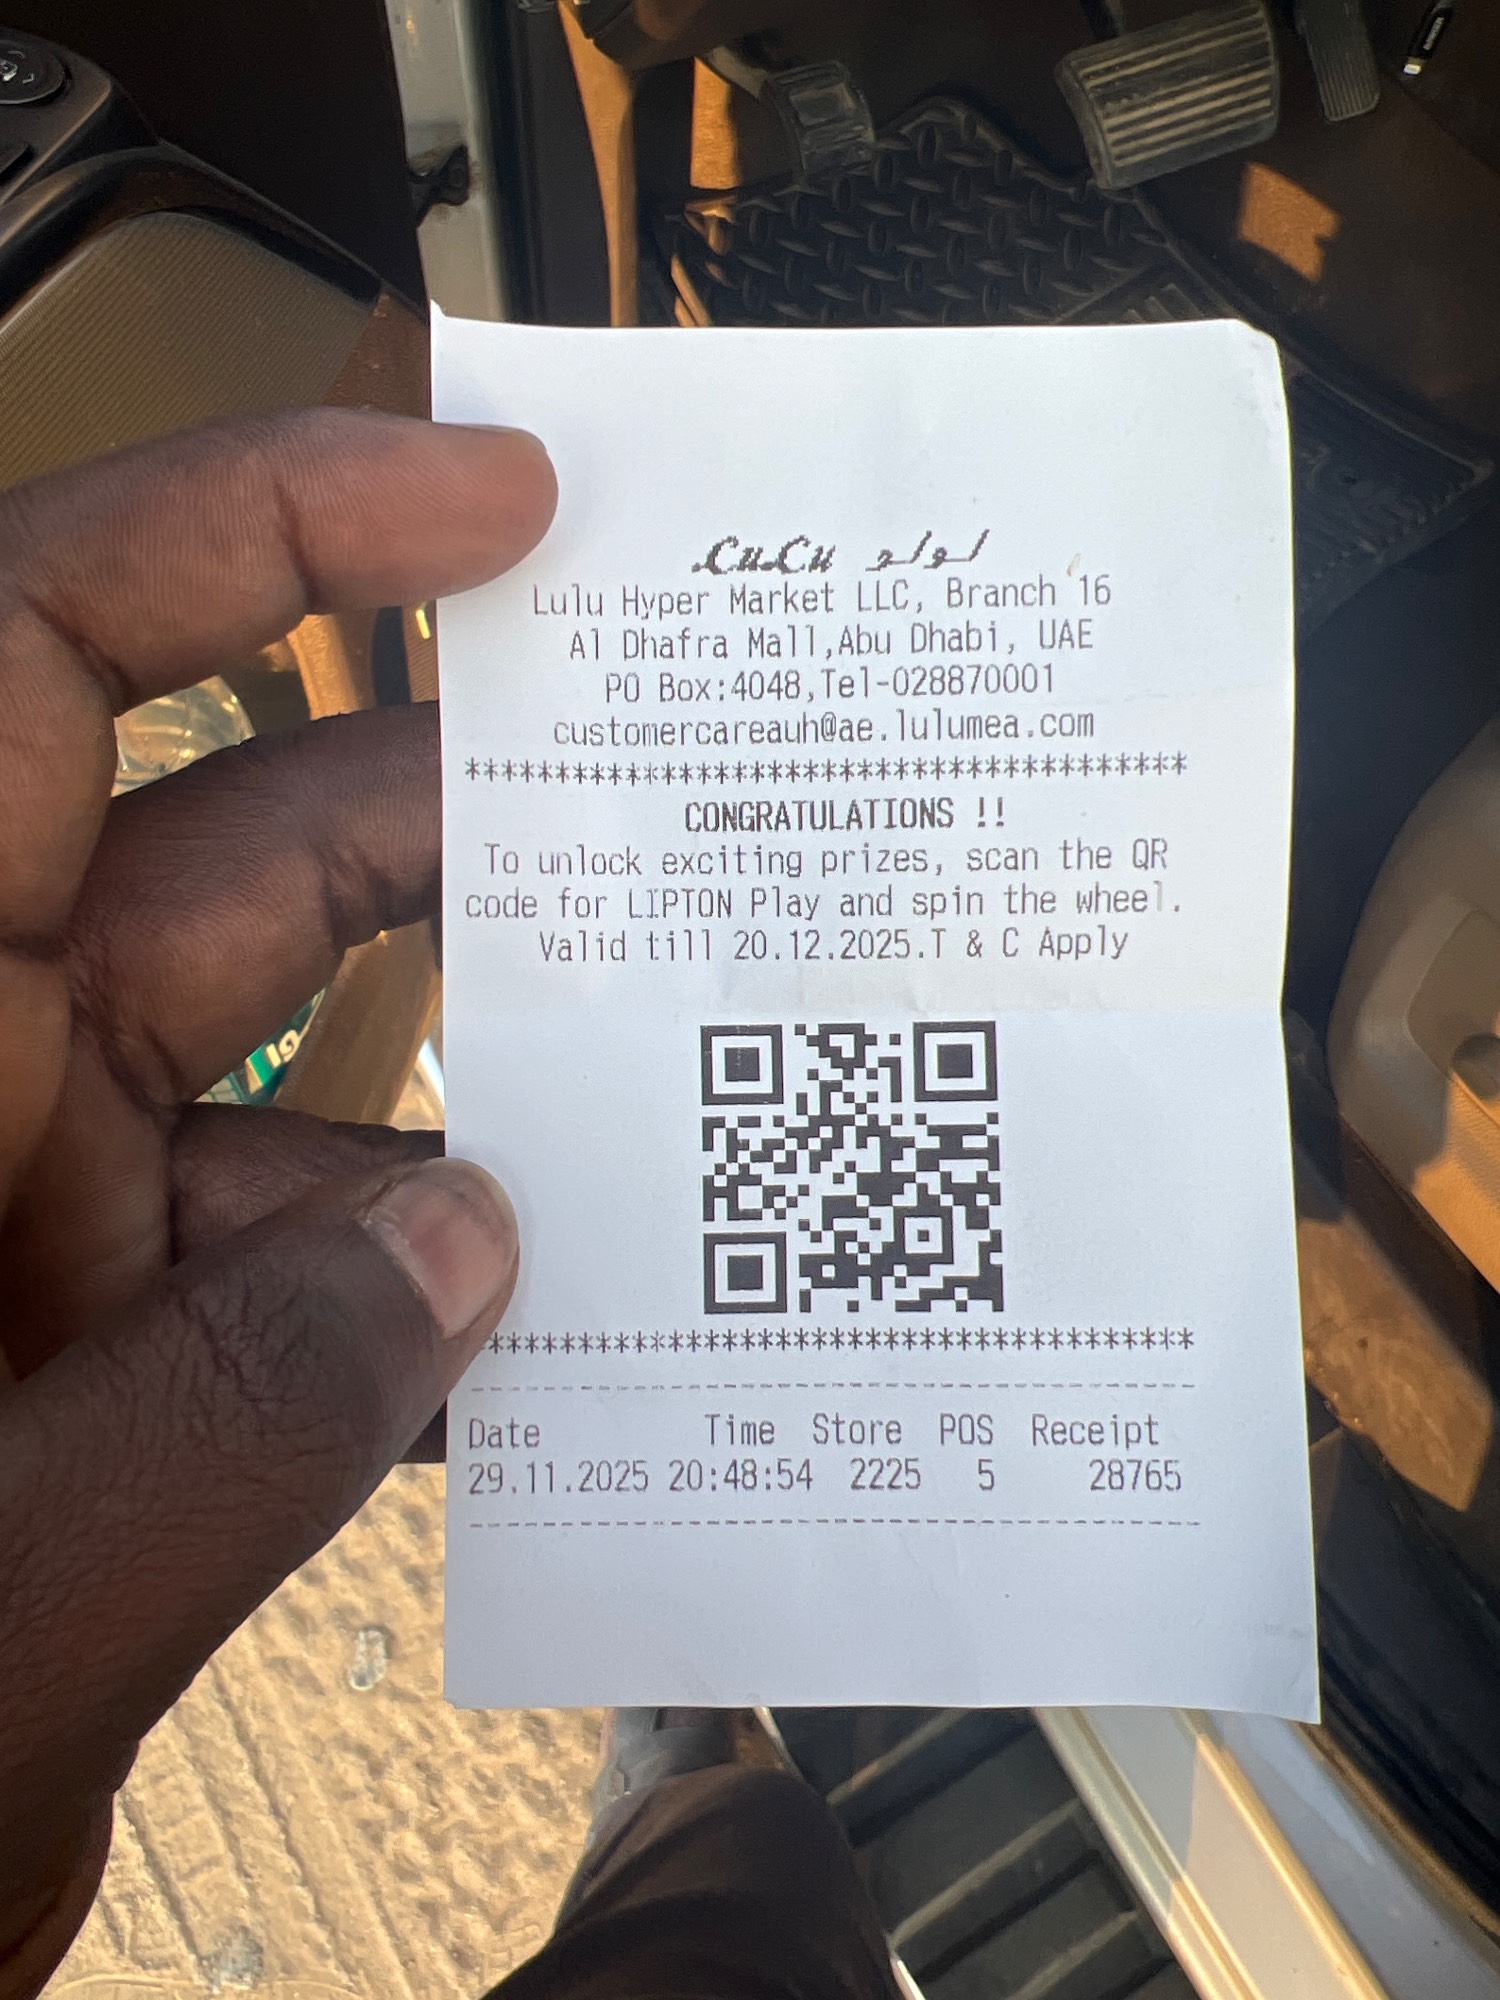 LuLu لولو
Lulu Hyper Market LLC, Branch 16
Al Dhafra Mall,Abu Dhabi, UAE
PO Box:4048,Tel-028870001
customercareauh@ae.lulumea.com
****************************************
CONGRATULATIONS !!
To unlock exciting prizes, scan the QR
code for LIPTON Play and spin the wheel.
Valid till 20.12.2025.T & C Apply
****************************************
----------------------------------------
Date Time Store POS Receipt
29.11.2025 20:48:54 2225 5 28765
----------------------------------------